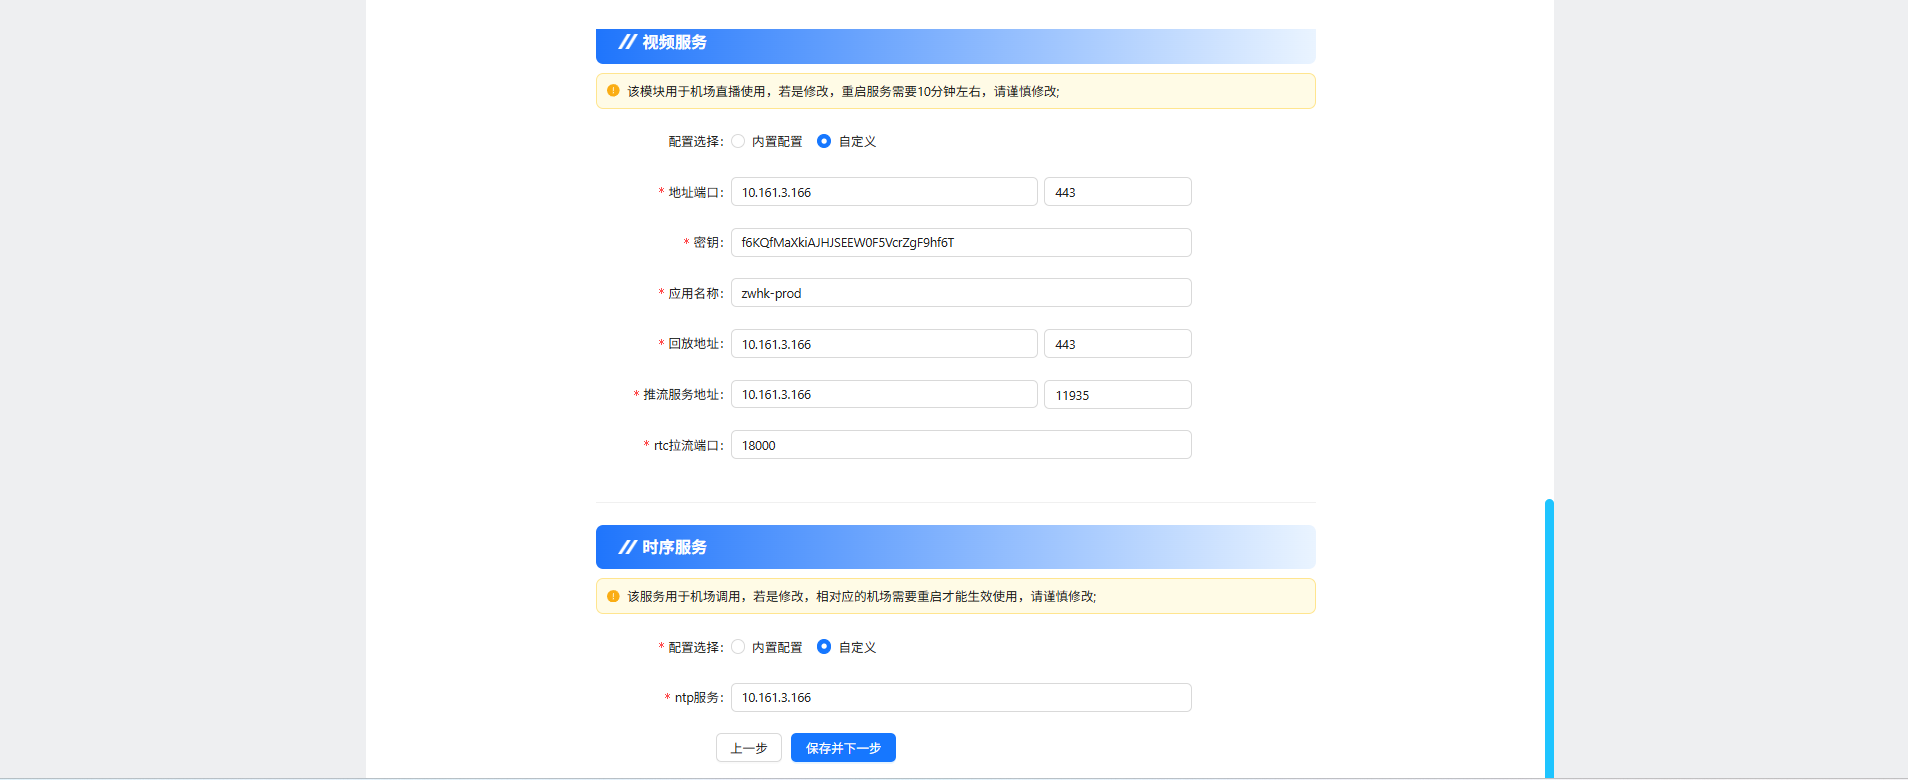 // 视频服务
该模块用于机场直播使用，若是修改，重启服务需要10分钟左右，请谨慎修改;
配置选择： 内置配置 自定义
* 地址端口： 10.161.3.166 443
* 密钥： f6KQfMaXkiAJHJSEEW0F5VcrZgF9hf6T
* 应用名称： zwhk-prod
* 回放地址： 10.161.3.166 443
* 推流服务地址： 10.161.3.166 11935
* rtc拉流端口： 18000
// 时序服务
该服务用于机场调用，若是修改，相对应的机场需要重启才能生效使用，请谨慎修改;
* 配置选择： 内置配置 自定义
* ntp服务： 10.161.3.166
上一步 保存并下一步